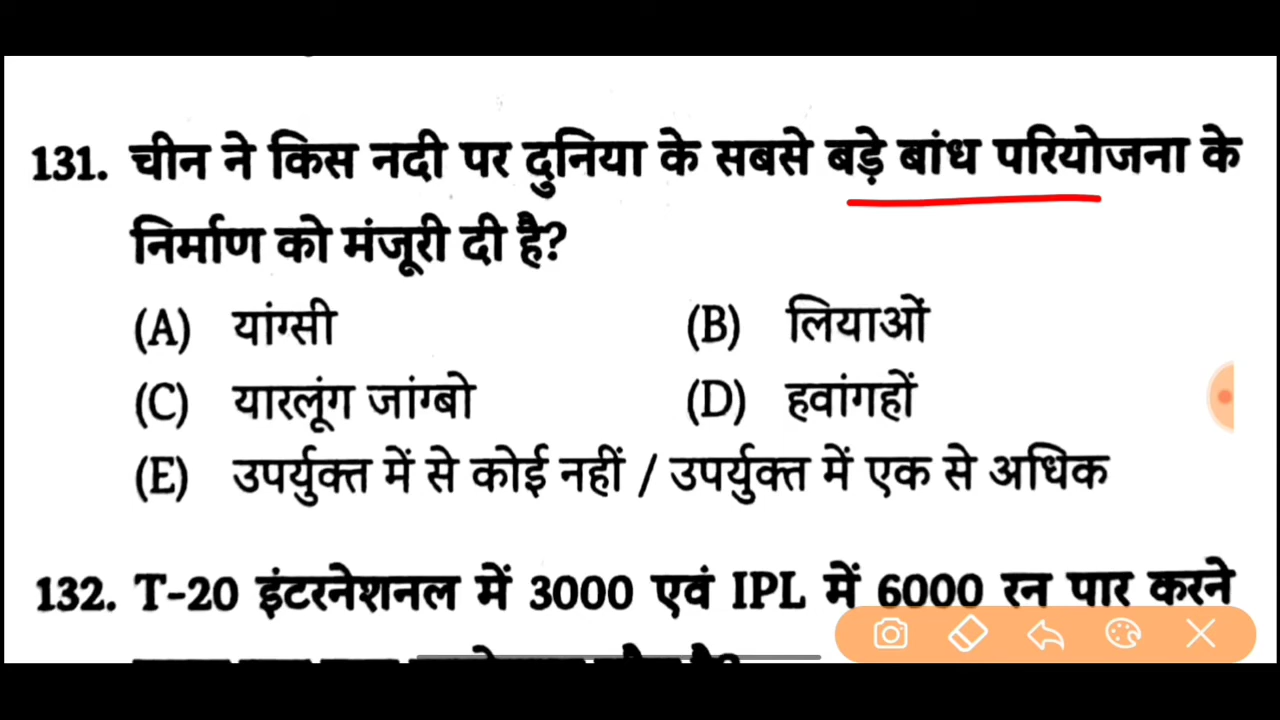 131. चीन ने किस नदी पर दुनिया के सबसे बड़े बांध परियोजना के
निर्माण को मंजूरी दी है?
(A) यांग्सी (B) लियाओं
(C) यारलूंग जांग्बो (D) हवांगहों
(E) उपर्युक्त में से कोई नहीं / उपर्युक्त में एक से अधिक
132. T-20 इंटरनेशनल में 3000 एवं IPL में 6000 रन पार करने